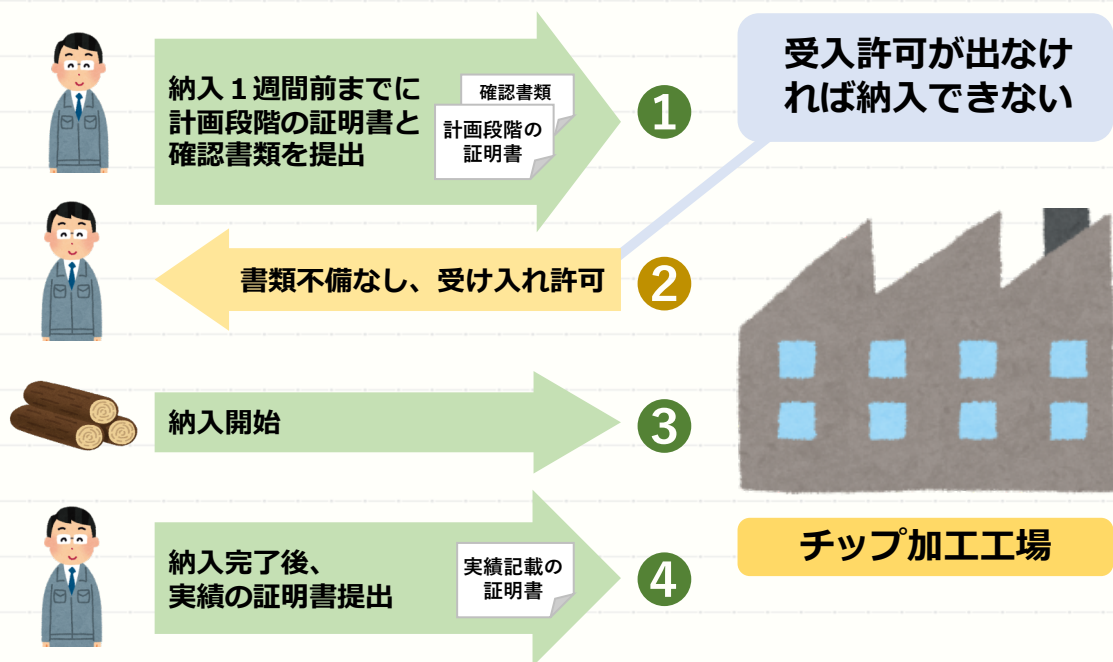 納入１週間前までに
計画段階の証明書と
確認書類を提出
確認書類
計画段階の
証明書
❶
受入許可が出なけ
れば納入できない
書類不備なし、受け入れ許可
❷
納入開始
❸
納入完了後、
実績の証明書提出
実績記載の
証明書
❹
チップ加工工場